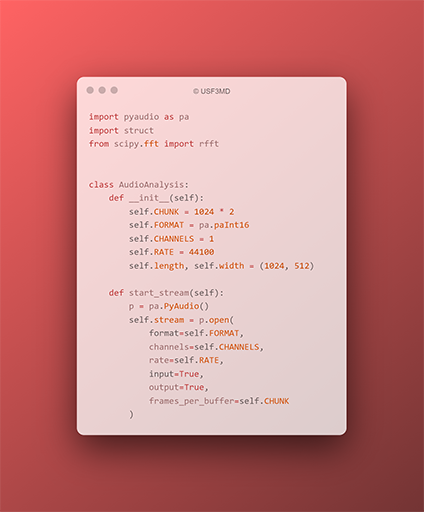 © USF3MD
import pyaudio as pa
import struct
from scipy.fft import rfft
class AudioAnalysis:
    def __init__(self):
        self.CHUNK = 1024 * 2
        self.FORMAT = pa.paInt16
        self.CHANNELS = 1
        self.RATE = 44100
        self.length, self.width = (1024, 512)
    def start_stream(self):
        p = pa.PyAudio()
        self.stream = p.open(
            format=self.FORMAT,
            channels=self.CHANNELS,
            rate=self.RATE,
            input=True,
            output=True,
            frames_per_buffer=self.CHUNK
        )